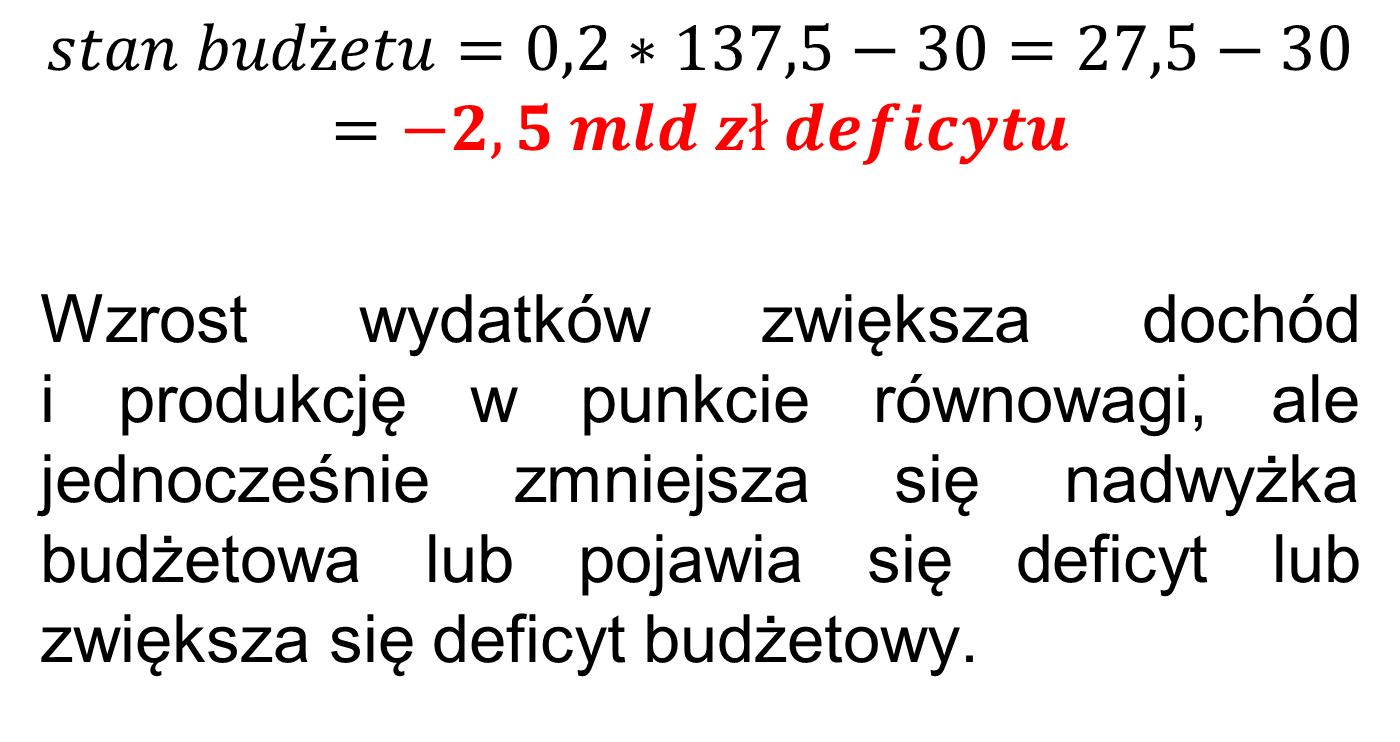 stan budżetu = 0,2 * 137,5 − 30 = 27,5 − 30
= −2,5 mld zł deficytu
Wzrost wydatków zwiększa dochód
i produkcję w punkcie równowagi, ale
jednocześnie zmniejsza się nadwyżka
budżetowa lub pojawia się deficyt lub
zwiększa się deficyt budżetowy.